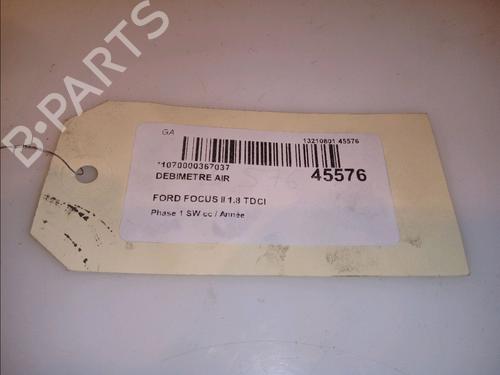 B-PARTS
GA
13210801 45576
*1070000367037
DEBIMETRE AIR
576
45576
FORD FOCUS II 1.8 TDCI
Phase 1 SW cc / Année